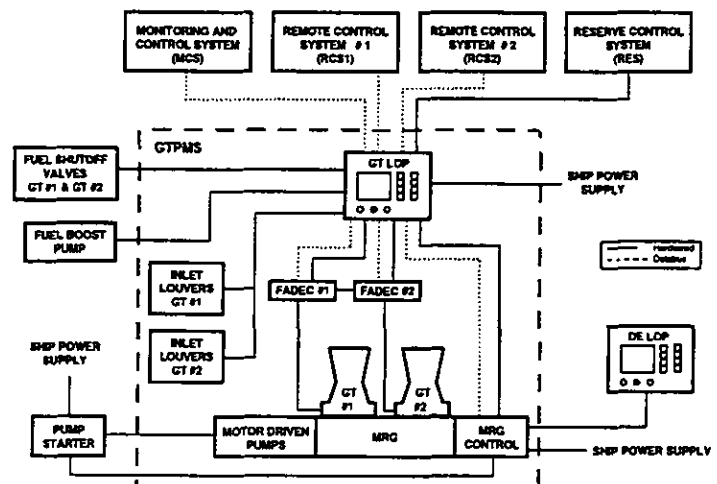 MONITORING AND
CONTROL SYSTEM
(MCS)
REMOTE CONTROL
SYSTEM # 1
(RCS1)
REMOTE CONTROL
SYSTEM # 2
(RCS2)
RESERVE CONTROL
SYSTEM
(RES)
GTPMS
GT LOP
FUEL SHUTOFF
VALVES
GT #1 & GT #2
SHIP POWER
SUPPLY
FUEL BOOST
PUMP
Hardwired
Databus
INLET
LOUVERS
GT #1
FADEC #1
FADEC #2
INLET
LOUVERS
GT #2
DE LOP
SHIP POWER
SUPPLY
GT
#1
GT
#2
PUMP
STARTER
MOTOR DRIVEN
PUMPS
MRG
MRG
CONTROL
SHIP POWER SUPPLY